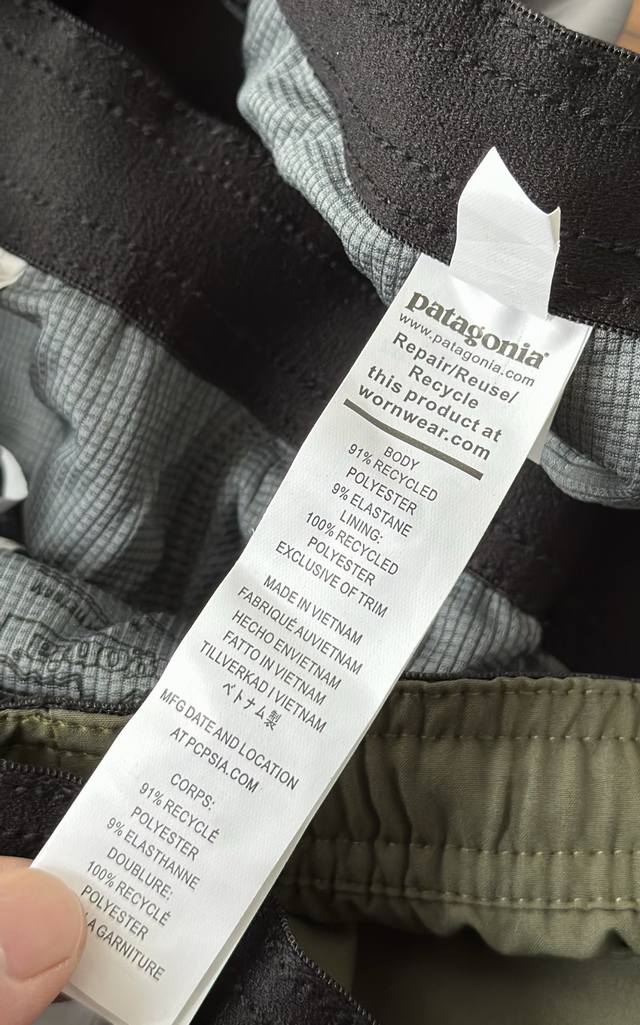 patagonia®
www.patagonia.com
Repair/Reuse/
Recycle
this product at
wornwear.com
BODY
91% RECYCLED
POLYESTER
9% ELASTANE
LINING:
100% RECYCLED
POLYESTER
EXCLUSIVE OF TRIM
MADE IN VIETNAM
FABRIQUÉ AU VIETNAM
HECHO EN VIETNAM
FATTO IN VIETNAM
TILLVERKAD I VIETNAM
ベトナム製
MFG DATE AND LOCATION
AT PCPSIA.COM
CORPS:
91% RECYCLÉ
POLYESTER
9% ELASTHANNE
DOUBLURE:
100% RECYCLÉ
POLYESTER
LA GARNITURE